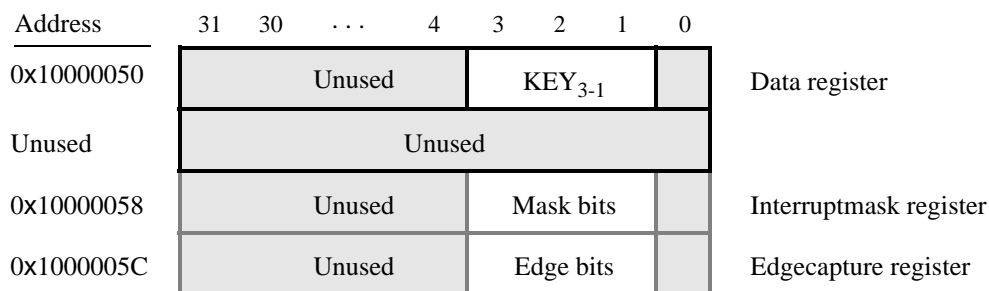 Address 31 30 · · · 4 3 2 1 0
0x10000050 Unused KEY3-1 Data register
Unused Unused
0x10000058 Unused Mask bits Interruptmask register
0x1000005C Unused Edge bits Edgecapture register